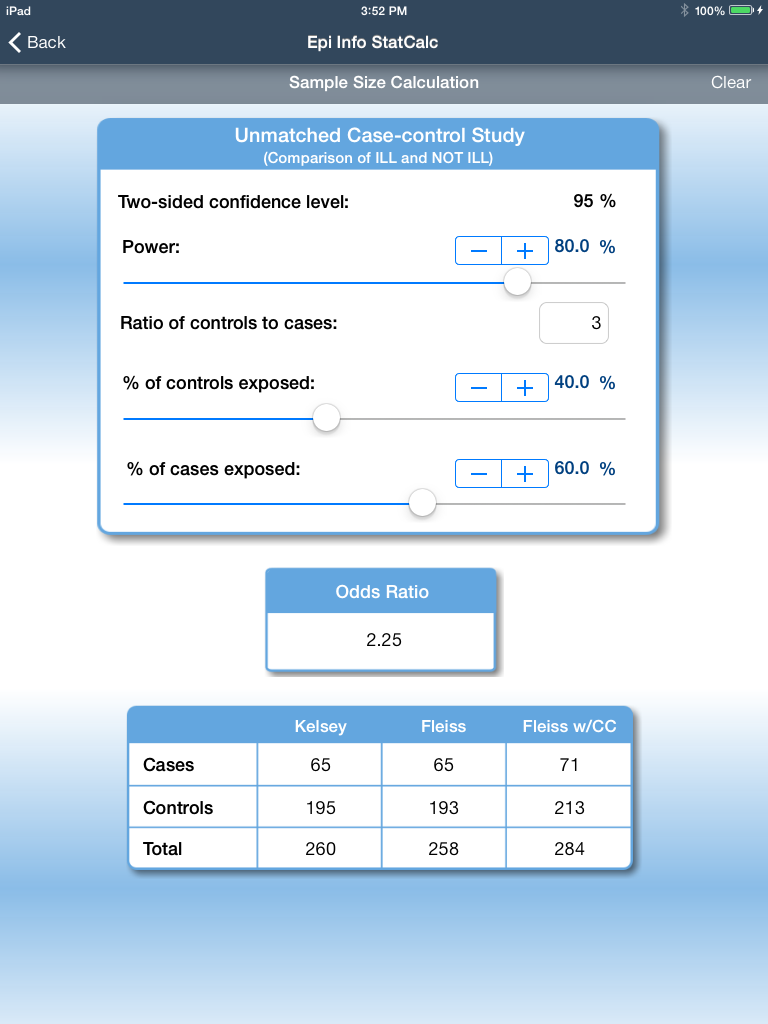 iPad 3:52 PM 100%
Back Epi Info StatCalc
Sample Size Calculation Clear
Unmatched Case-control Study
(Comparison of ILL and NOT ILL)
Two-sided confidence level: 95 %
Power: − + 80.0 %
Ratio of controls to cases: 3
% of controls exposed: − + 40.0 %
% of cases exposed: − + 60.0 %
Odds Ratio
2.25
Kelsey Fleiss Fleiss w/CC
Cases 65 65 71
Controls 195 193 213
Total 260 258 284